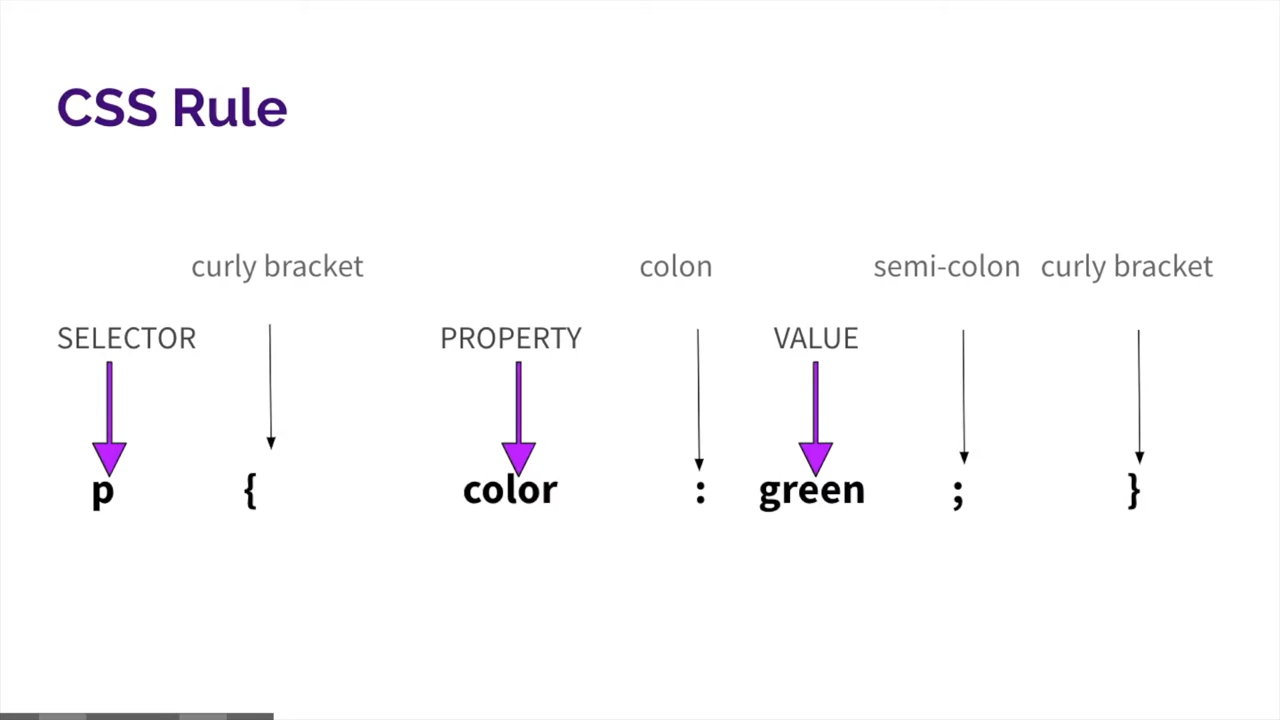 CSS Rule
curly bracket colon semi-colon curly bracket
SELECTOR PROPERTY VALUE
p { color : green ; }